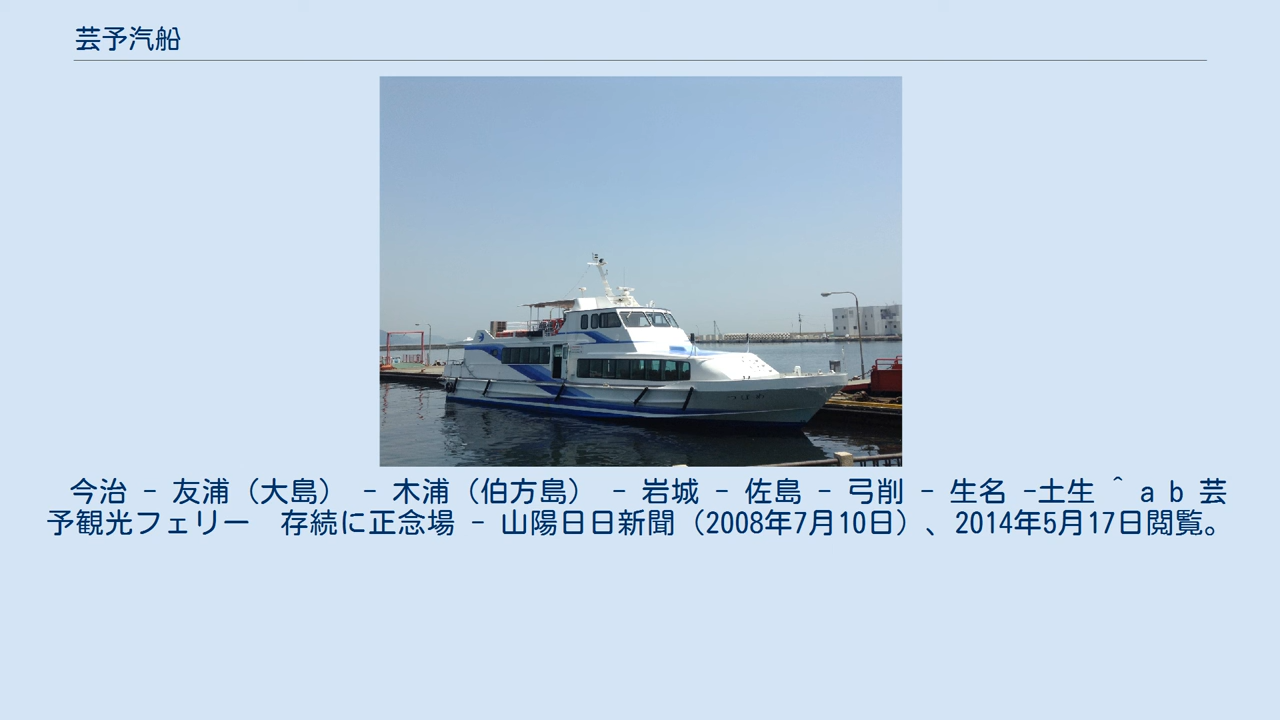 芸予汽船
今治 - 友浦（大島） - 木浦（伯方島） - 岩城 - 佐島 - 弓削 - 生名 -土生 ^ a b 芸
予観光フェリー　存続に正念場 - 山陽日日新聞（2008年7月10日）、2014年5月17日閲覧。